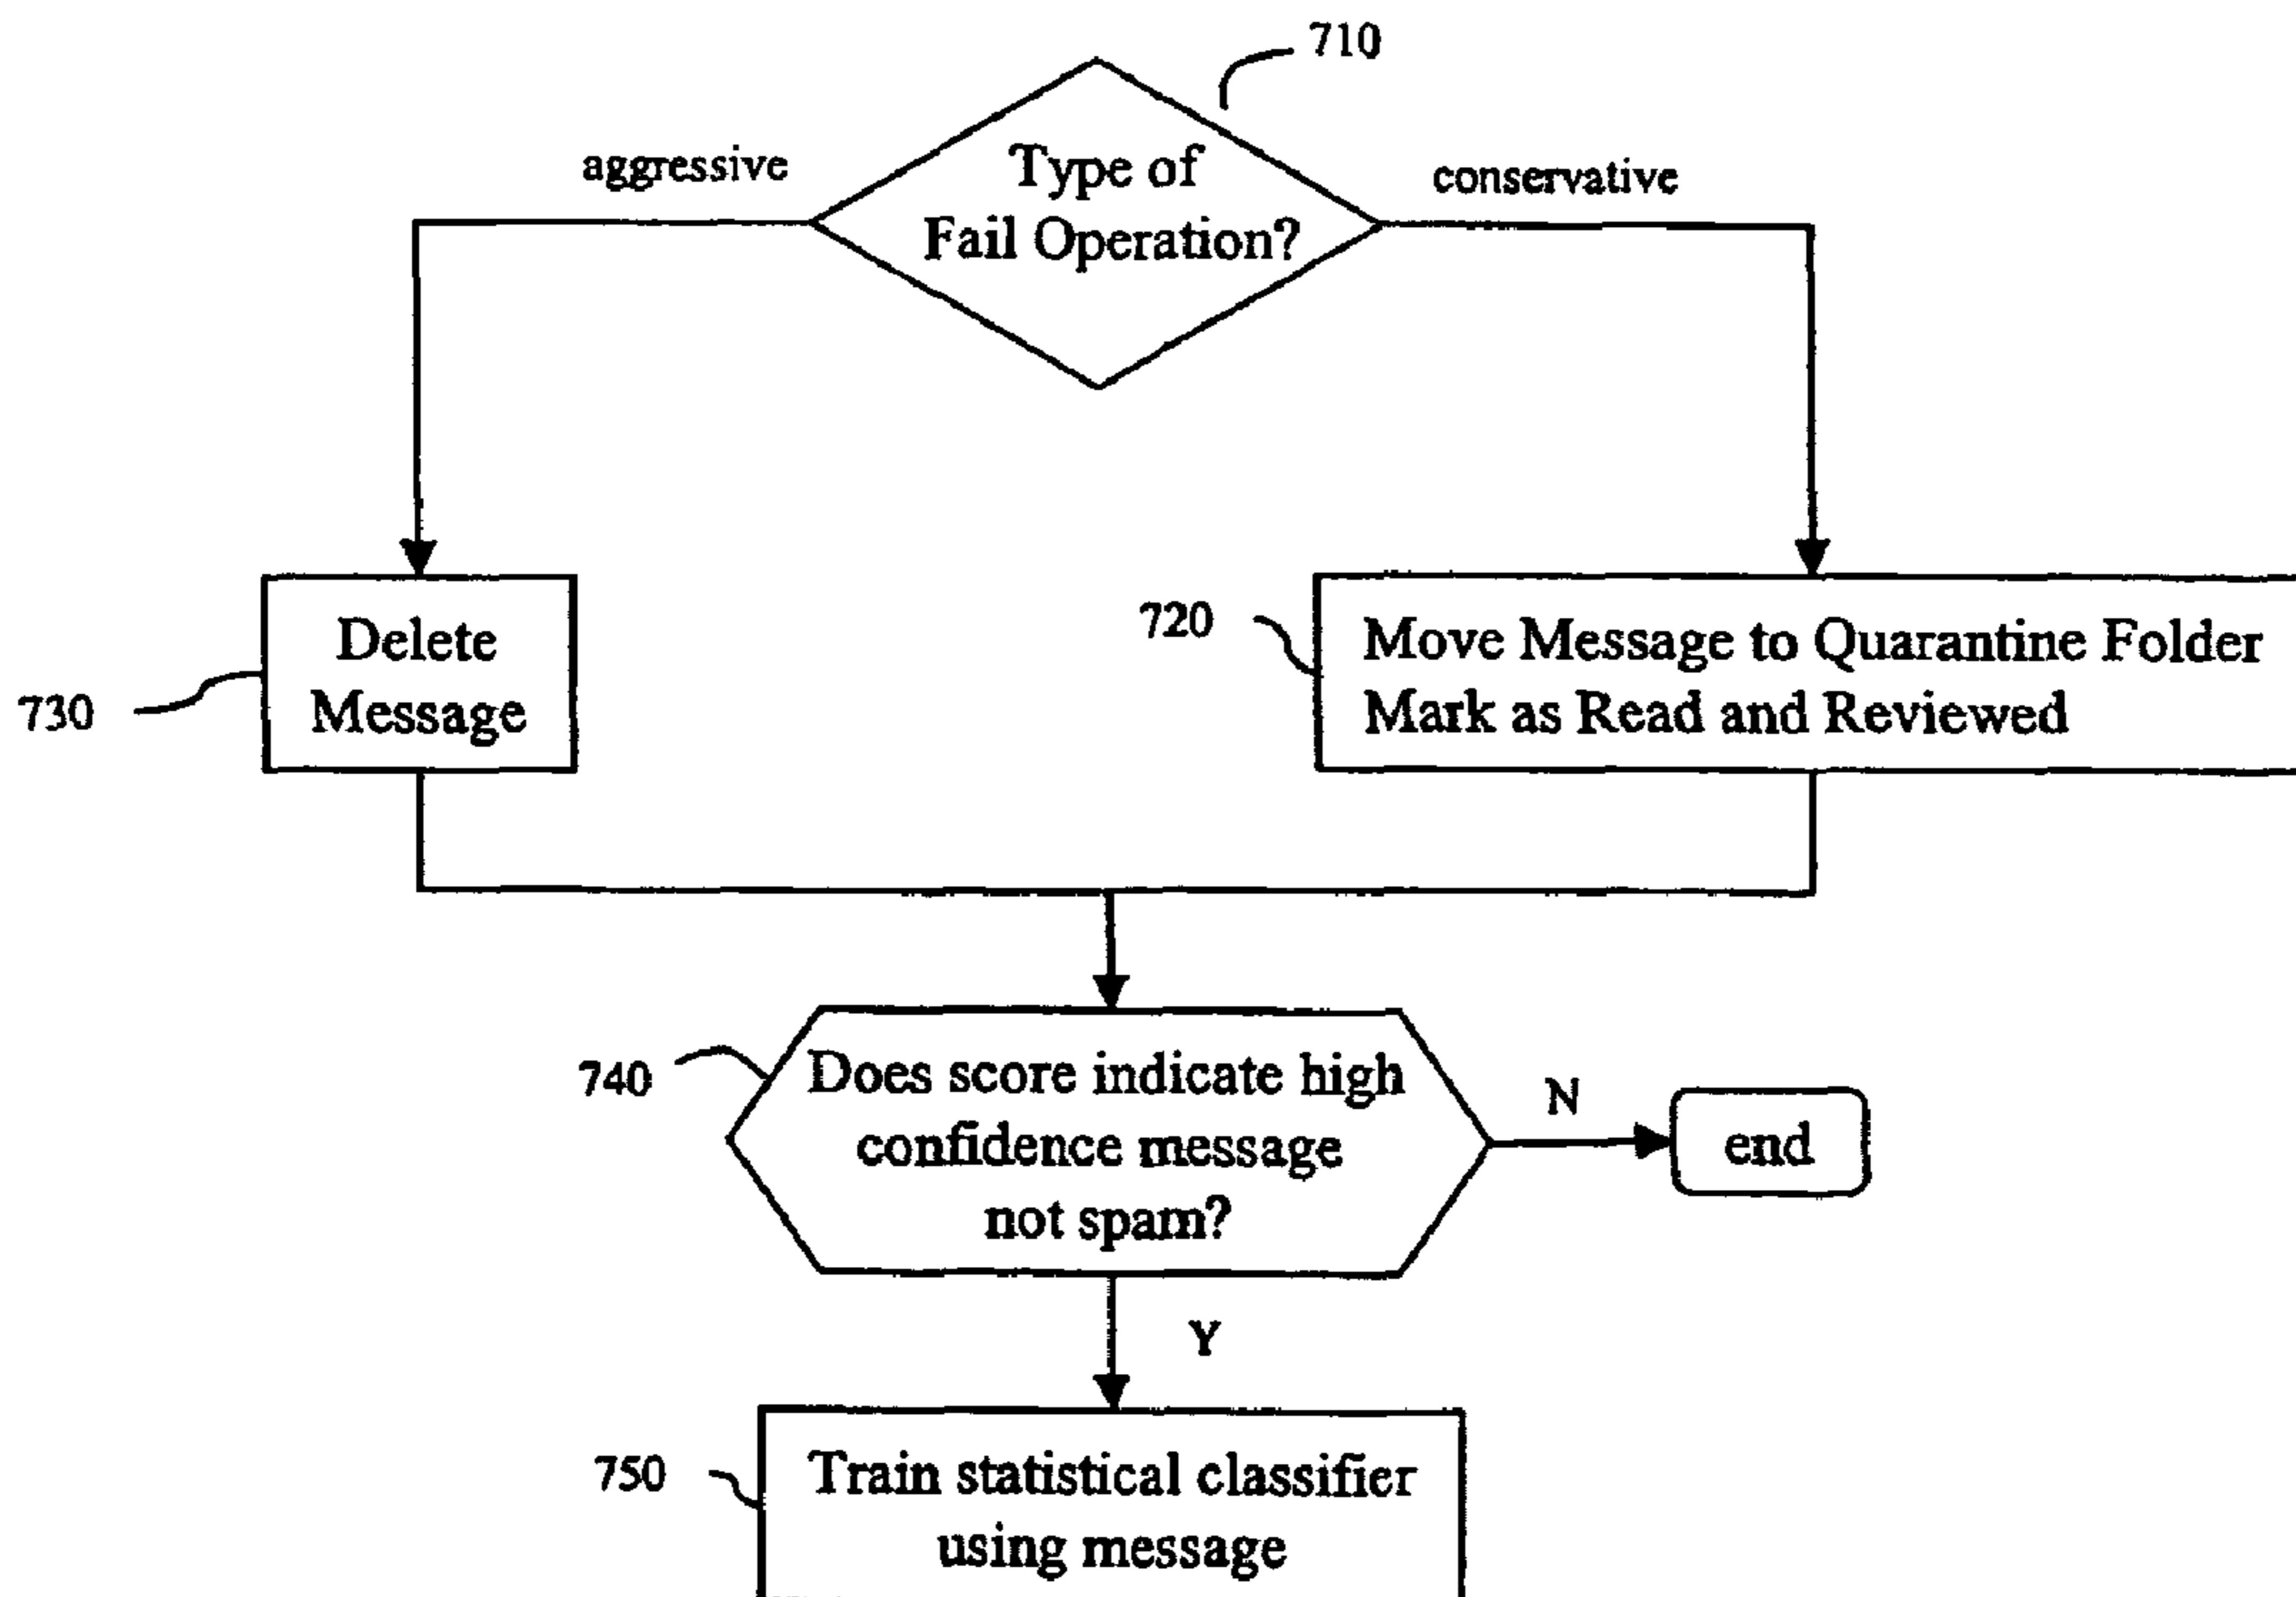 710
aggressive
Type of
Fail Operation?
conservative
Delete
Message
730
720
Move Message to Quarantine Folder
Mark as Read and Reviewed
740
Does score indicate high
confidence message
not spam?
N
end
Y
750
Train statistical classifier
using message